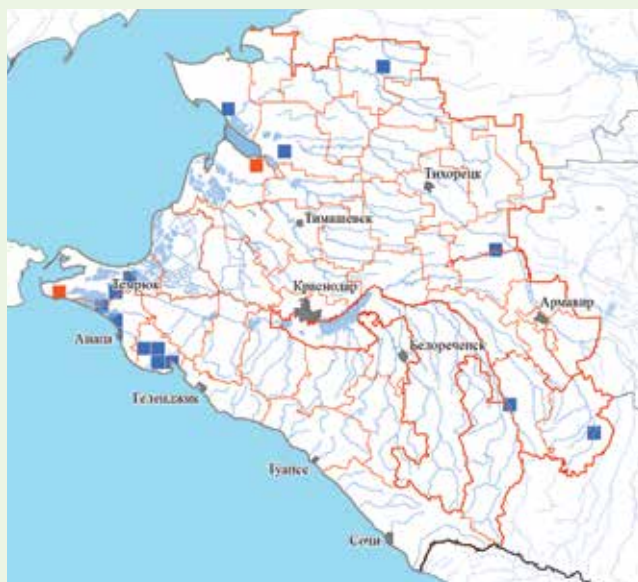 Тихорецк
Тимашевск
Темрюк
Краснодар
Армавир
Анапа
Белореченск
Геленджик
Туапсе
Сочи